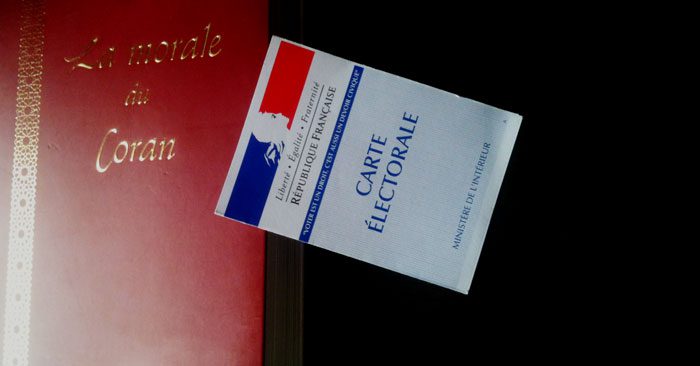 La morale
du
Coran
Liberté • Égalité • Fraternité
RÉPUBLIQUE FRANÇAISE
"VOTER EST UN DROIT, C'EST AUSSI UN DEVOIR CIVIQUE"
CARTE
ÉLECTORALE
MINISTÈRE DE L'INTÉRIEUR